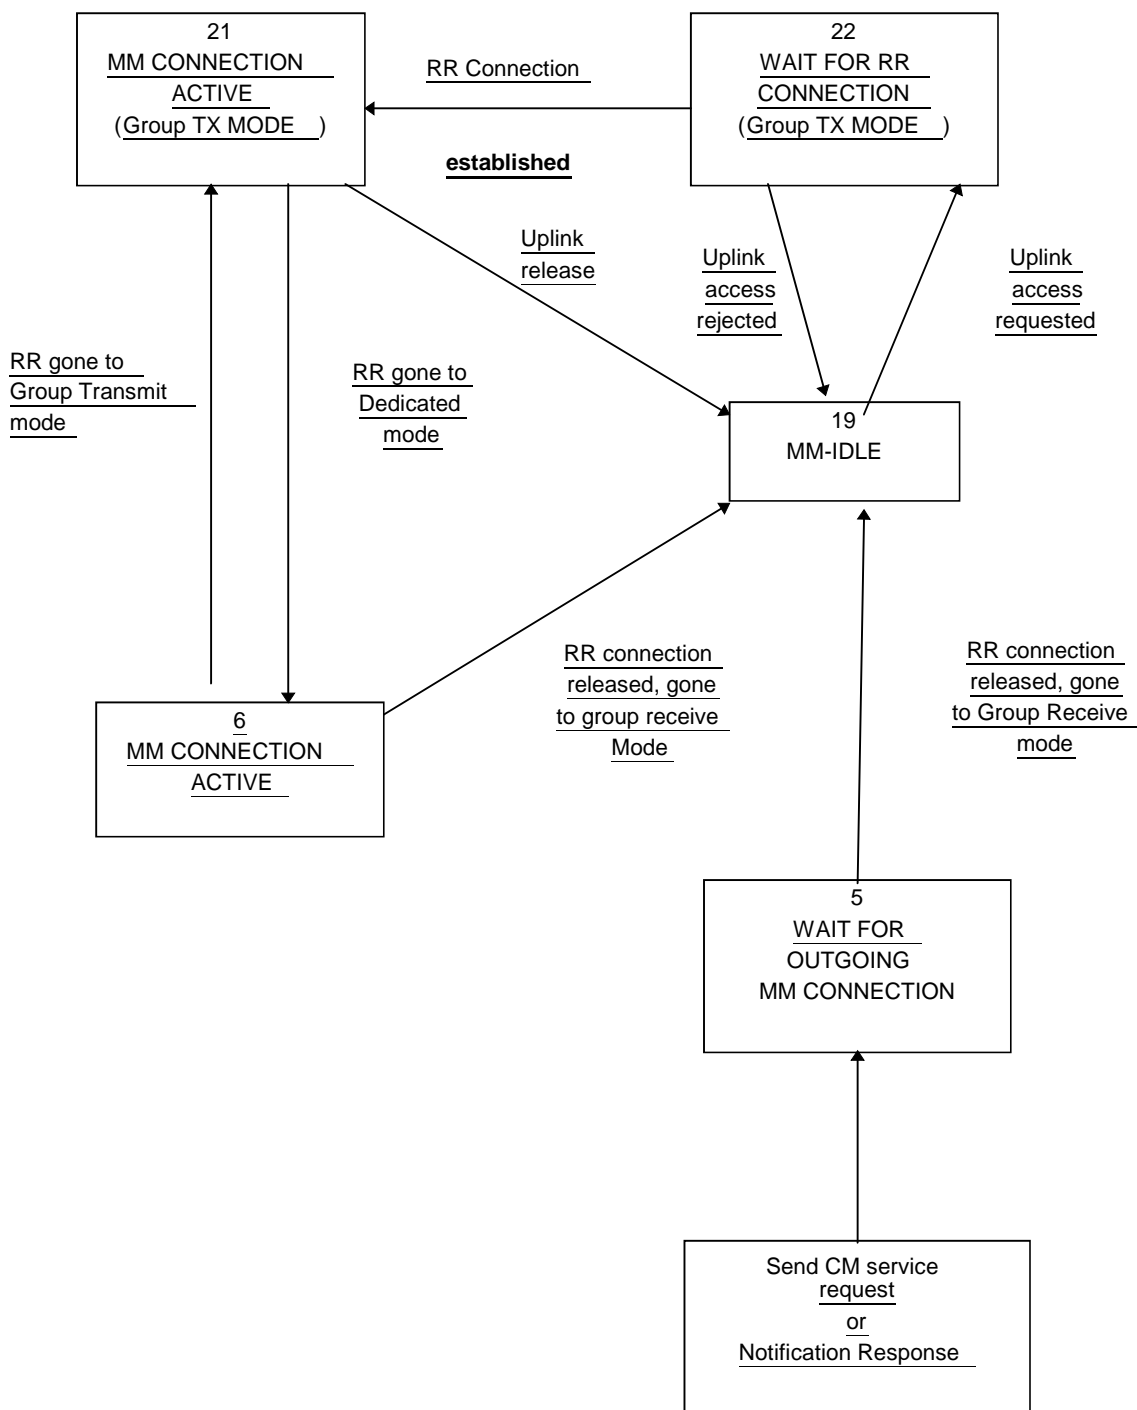 21
MM CONNECTION
ACTIVE
(Group TX MODE )
RR Connection
established
22
WAIT FOR RR
CONNECTION
(Group TX MODE )
Uplink
release
Uplink
access
rejected
Uplink
access
requested
RR gone to
Group Transmit
mode
RR gone to
Dedicated
mode
19
MM-IDLE
6
MM CONNECTION
ACTIVE
RR connection
released, gone
to group receive
Mode
RR connection
released, gone
to Group Receive
mode
5
WAIT FOR
OUTGOING
MM CONNECTION
Send CM service
request
or
Notification Response